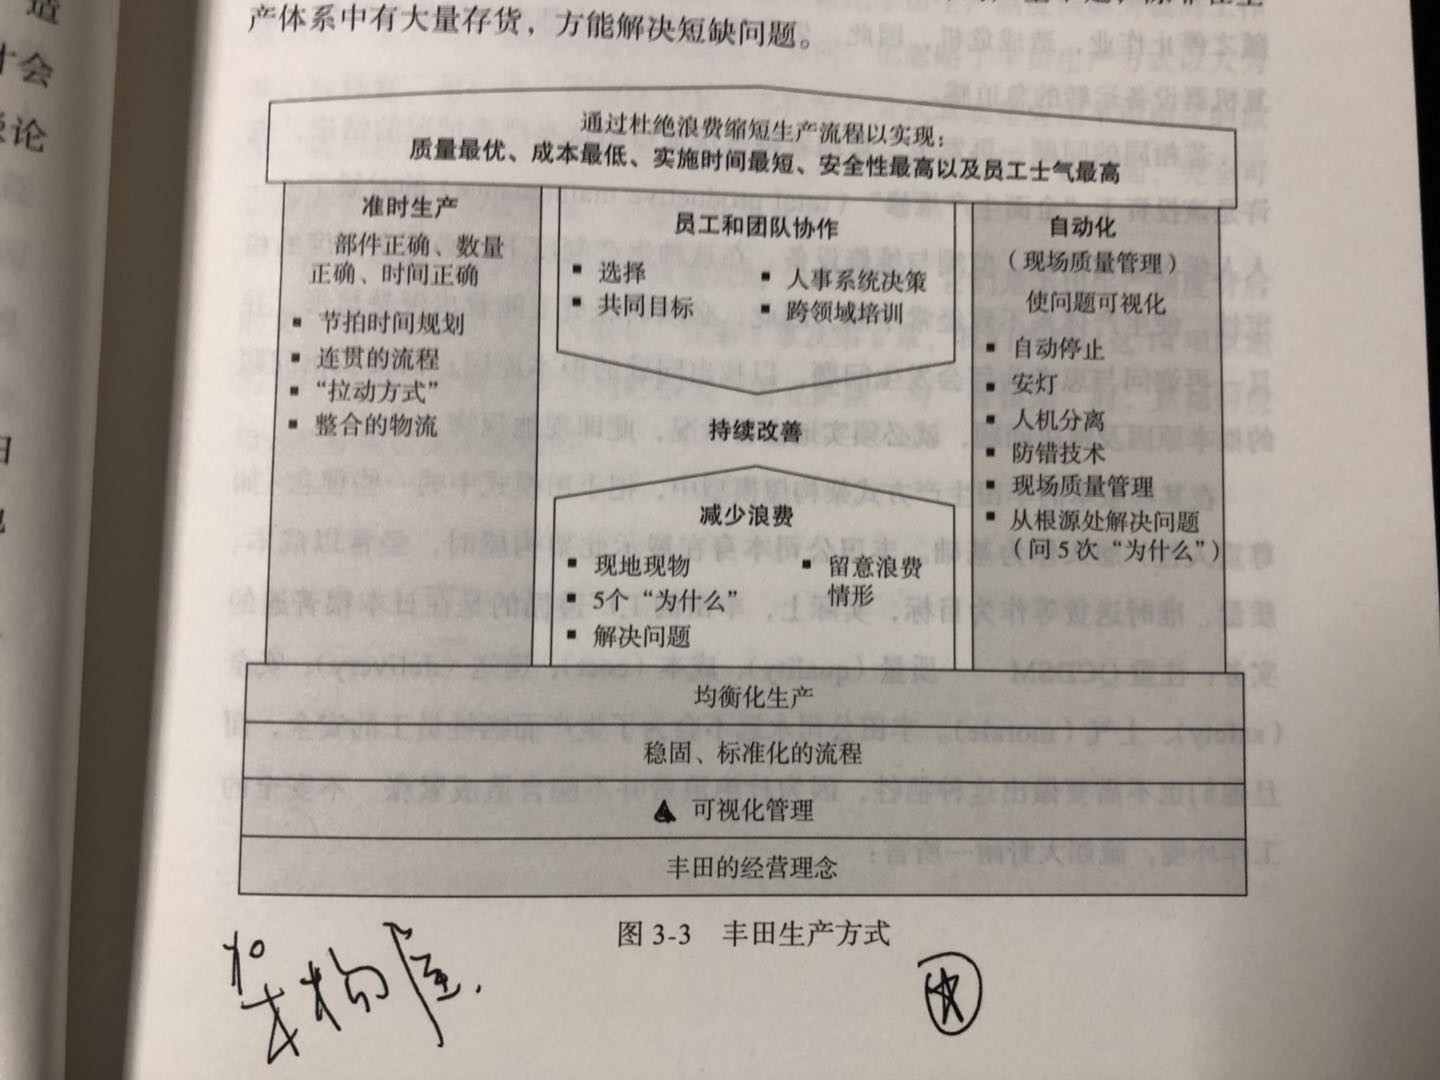 造
才会
论
产体系中有大量存货，方能解决短缺问题。
通过杜绝浪费缩短生产流程以实现：
质量最优、成本最低、实施时间最短、安全性最高以及员工士气最高
准时生产
部件正确、数量
正确、时间正确
▪ 节拍时间规划
▪ 连贯的流程
▪ “拉动方式”
▪ 整合的物流
员工和团队协作
▪ 选择
▪ 共同目标
▪ 人事系统决策
▪ 跨领域培训
持续改善
减少浪费
▪ 现地现物
▪ 5个“为什么”
▪ 解决问题
▪ 留意浪费
情形
自动化
（现场质量管理）
使问题可视化
▪ 自动停止
▪ 安灯
▪ 人机分离
▪ 防错技术
▪ 现场质量管理
▪ 从根源处解决问题
（问5次“为什么”）
均衡化生产
稳固、标准化的流程
可视化管理
丰田的经营理念
图 3-3 丰田生产方式
构屋.